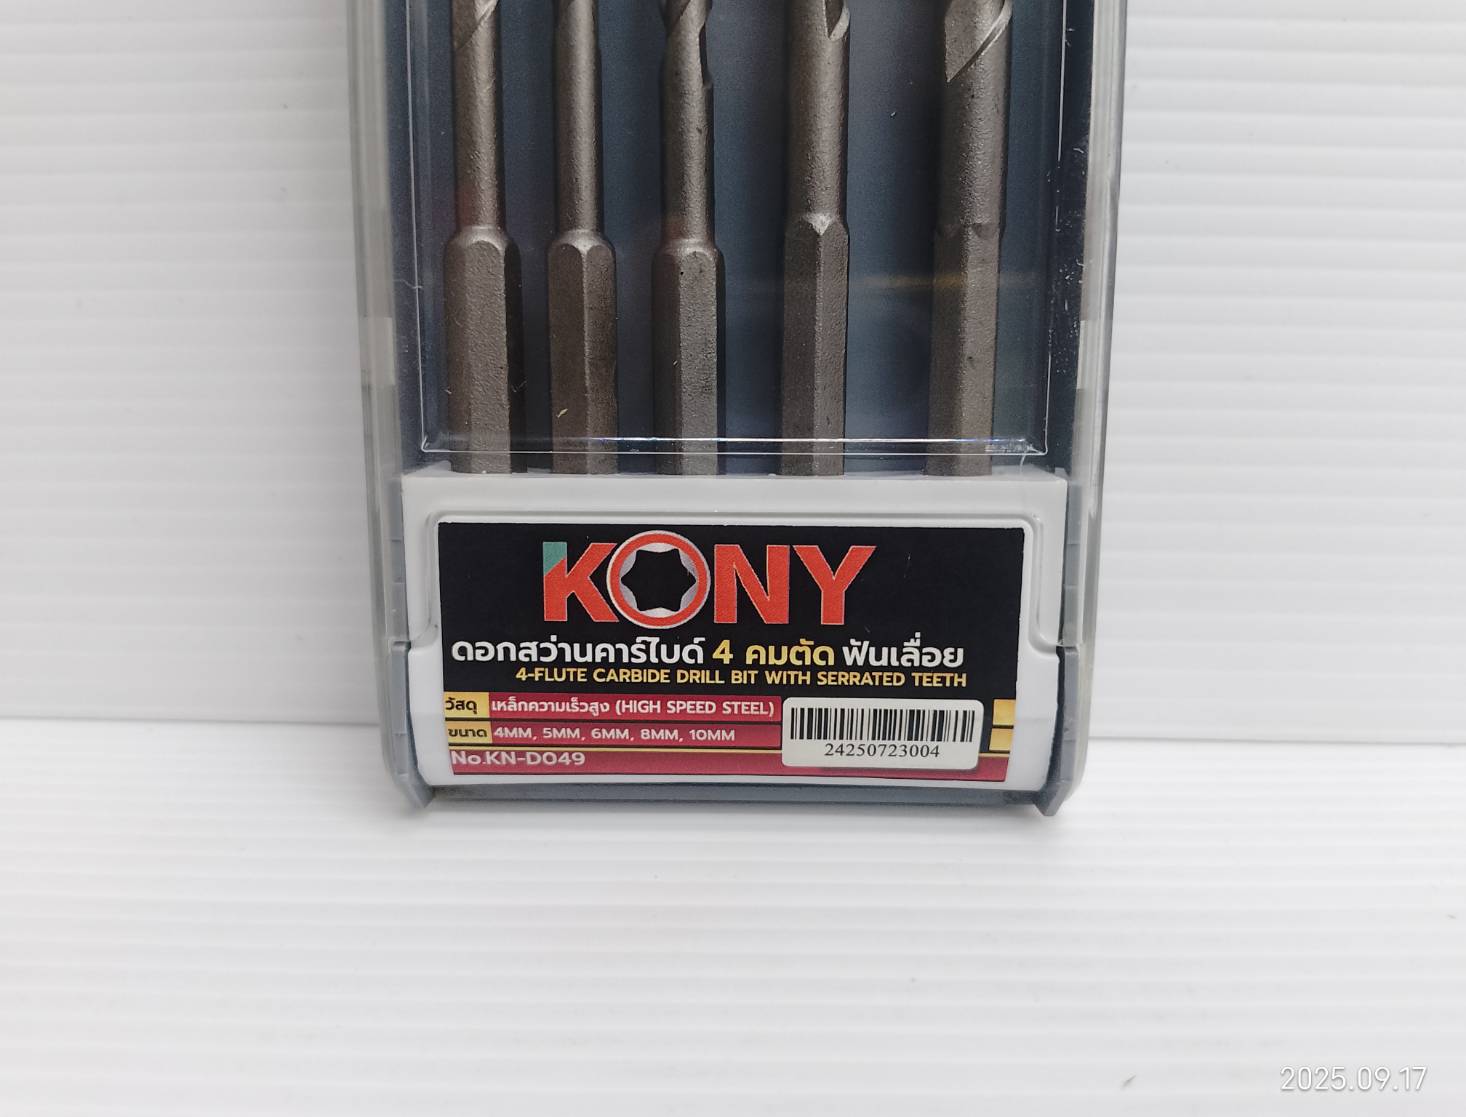 KONY
ดอกสว่านคาร์ไบด์ 4 คมตัด ฟันเลื่อย
4-FLUTE CARBIDE DRILL BIT WITH SERRATED TEETH
วัสดุ เหล็กความเร็วสูง (HIGH SPEED STEEL)
ขนาด 4MM, 5MM, 6MM, 8MM, 10MM
No.KN-D049
24250723004
2025.09.17